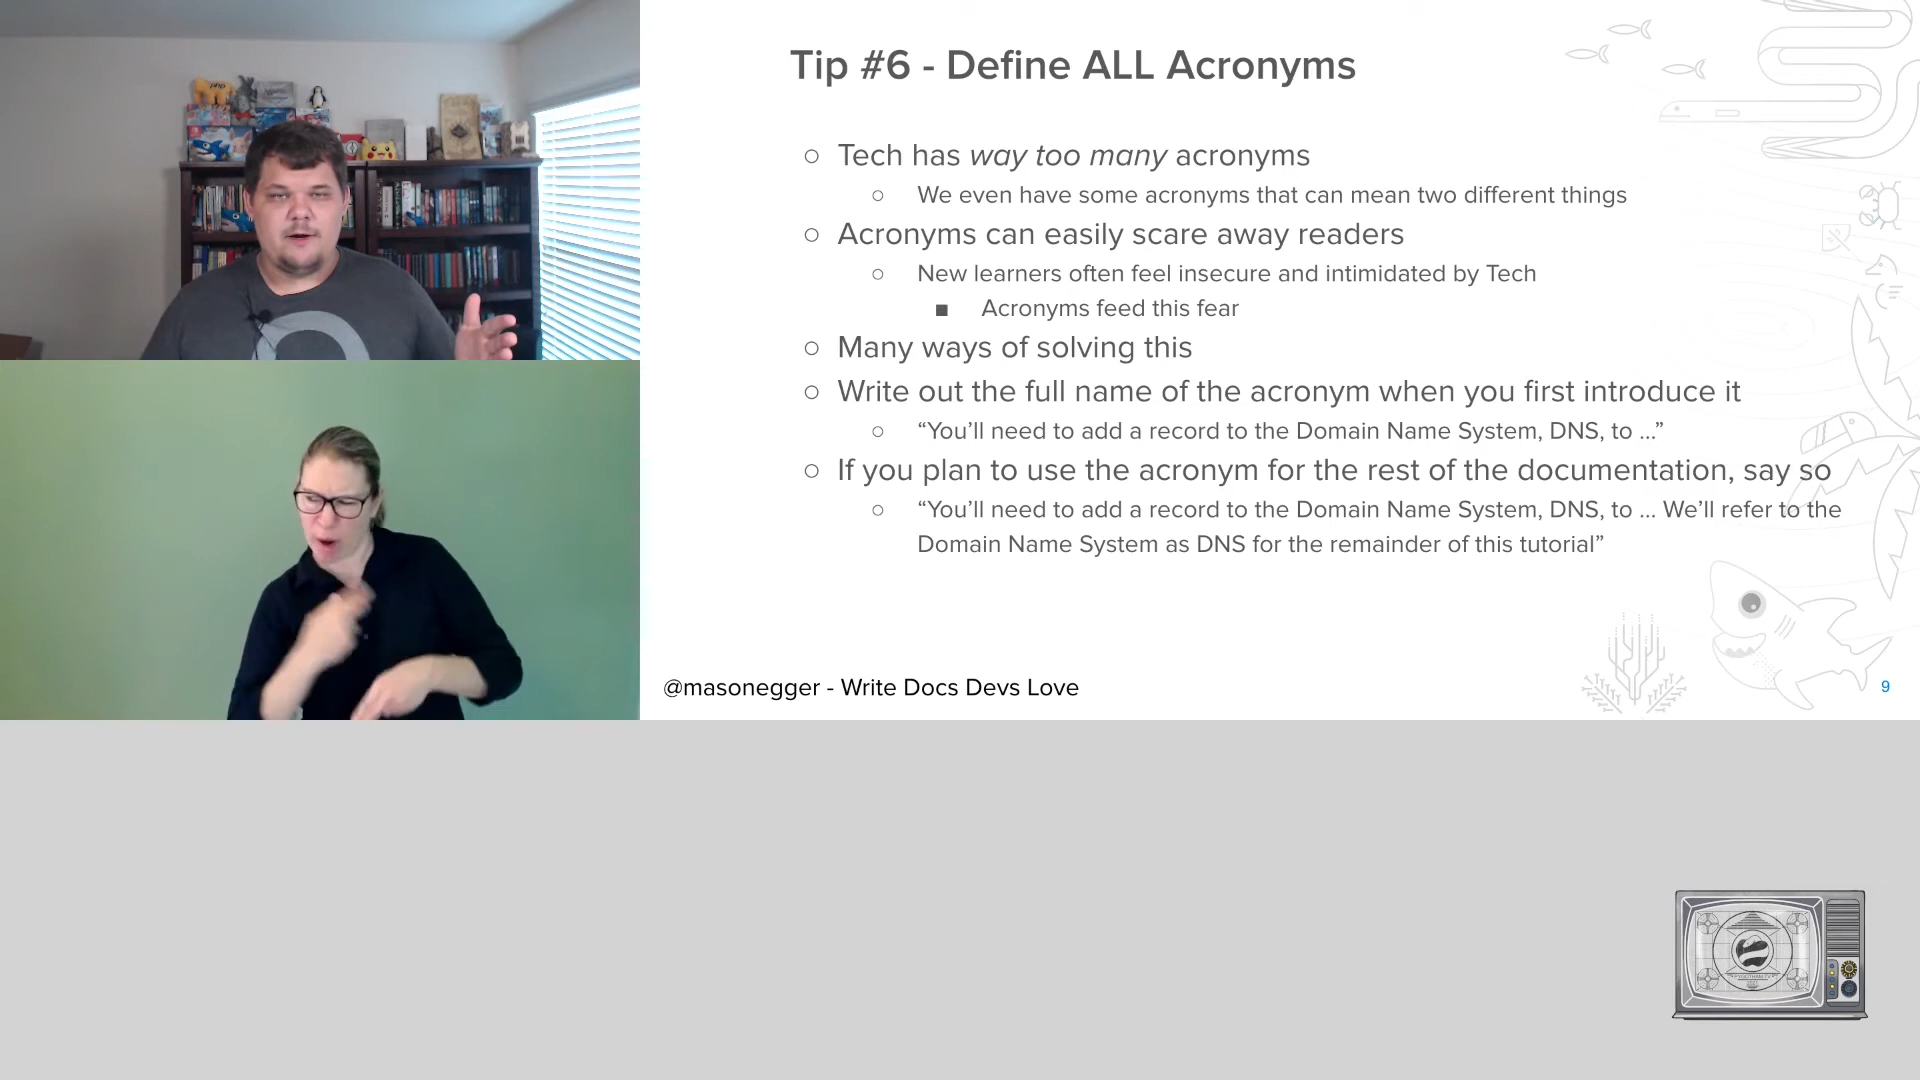 Tip #6 - Define ALL Acronyms
Tech has way too many acronyms
We even have some acronyms that can mean two different things
Acronyms can easily scare away readers
New learners often feel insecure and intimidated by Tech
Acronyms feed this fear
Many ways of solving this
Write out the full name of the acronym when you first introduce it
“You’ll need to add a record to the Domain Name System, DNS, to ...”
If you plan to use the acronym for the rest of the documentation, say so
“You’ll need to add a record to the Domain Name System, DNS, to ... We’ll refer to the
Domain Name System as DNS for the remainder of this tutorial”
@masonegger - Write Docs Devs Love
9